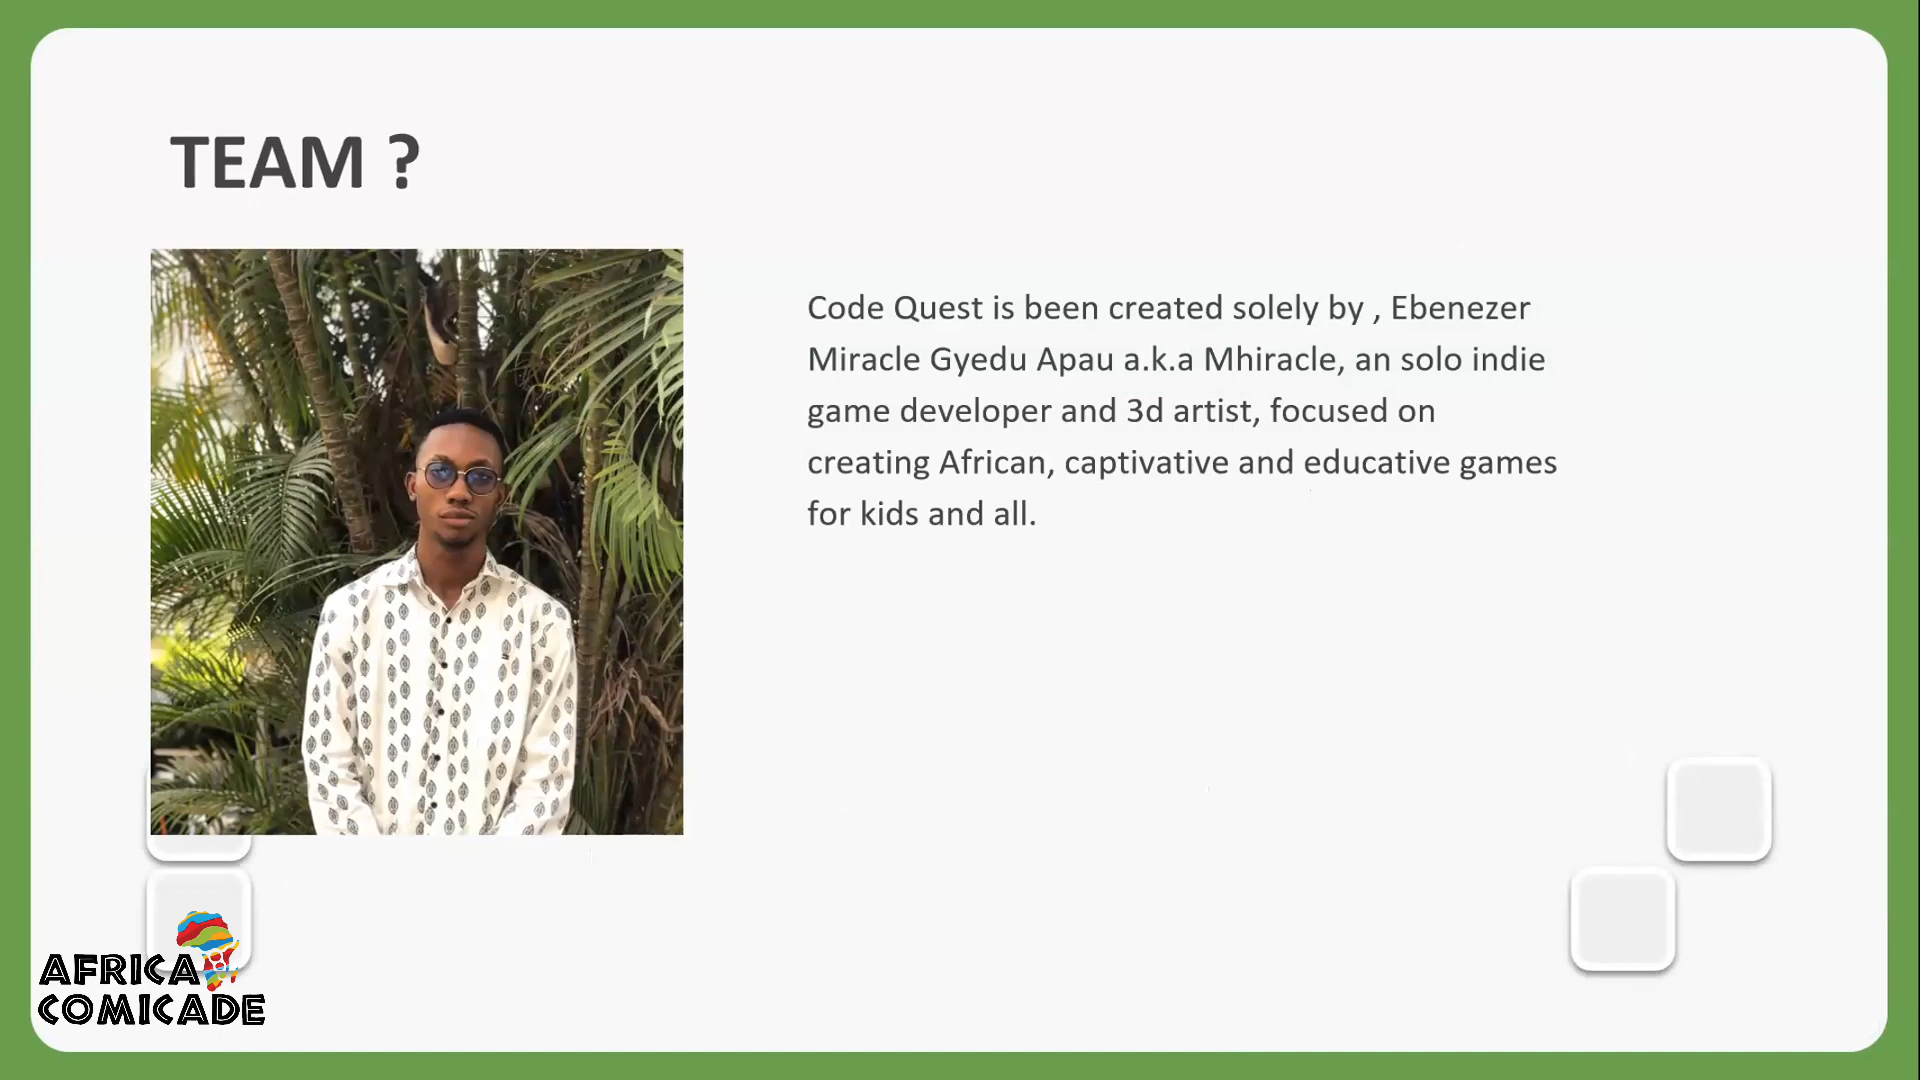 TEAM ?
Code Quest is been created solely by , Ebenezer
Miracle Gyedu Apau a.k.a Mhiracle, an solo indie
game developer and 3d artist, focused on
creating African, captivative and educative games
for kids and all.
AFRICA
COMICADE